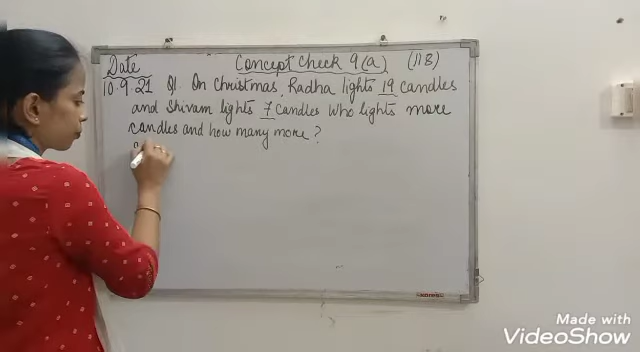 Date Concept Check 9(a) (118)
10.9.21 Q1. On Christmas, Radha lights 19 candles
and Shivam lights 7 candles who lights more
candles and how many more?
Made with
VideoShow